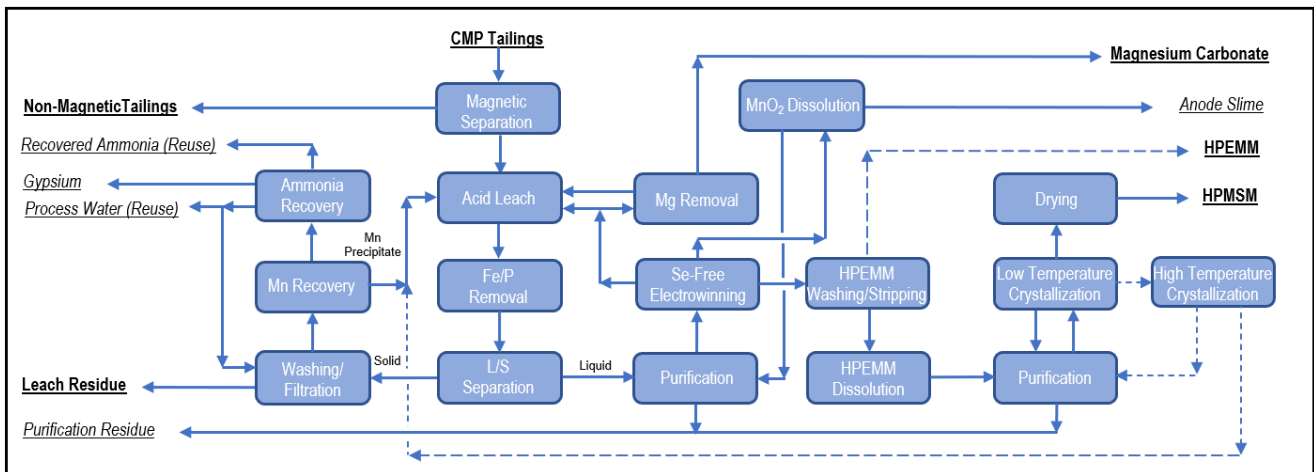 CMP Tailings
Magnesium Carbonate
Magnetic
Separation
MnO₂ Dissolution
Non-MagneticTailings
Anode Slime
Recovered Ammonia (Reuse)
HPEMM
Gypsium
Ammonia
Recovery
Acid Leach
Mg Removal
Drying
HPMSM
Process Water (Reuse)
Mn
Precipitate
Mn Recovery
Fe/P
Removal
Se-Free
Electrowinning
HPEMM
Washing/Stripping
Low Temperature
Crystallization
High Temperature
Crystallization
Leach Residue
Washing/
Filtration
Solid
L/S
Separation
Liquid
Purification
HPEMM
Dissolution
Purification
Purification Residue